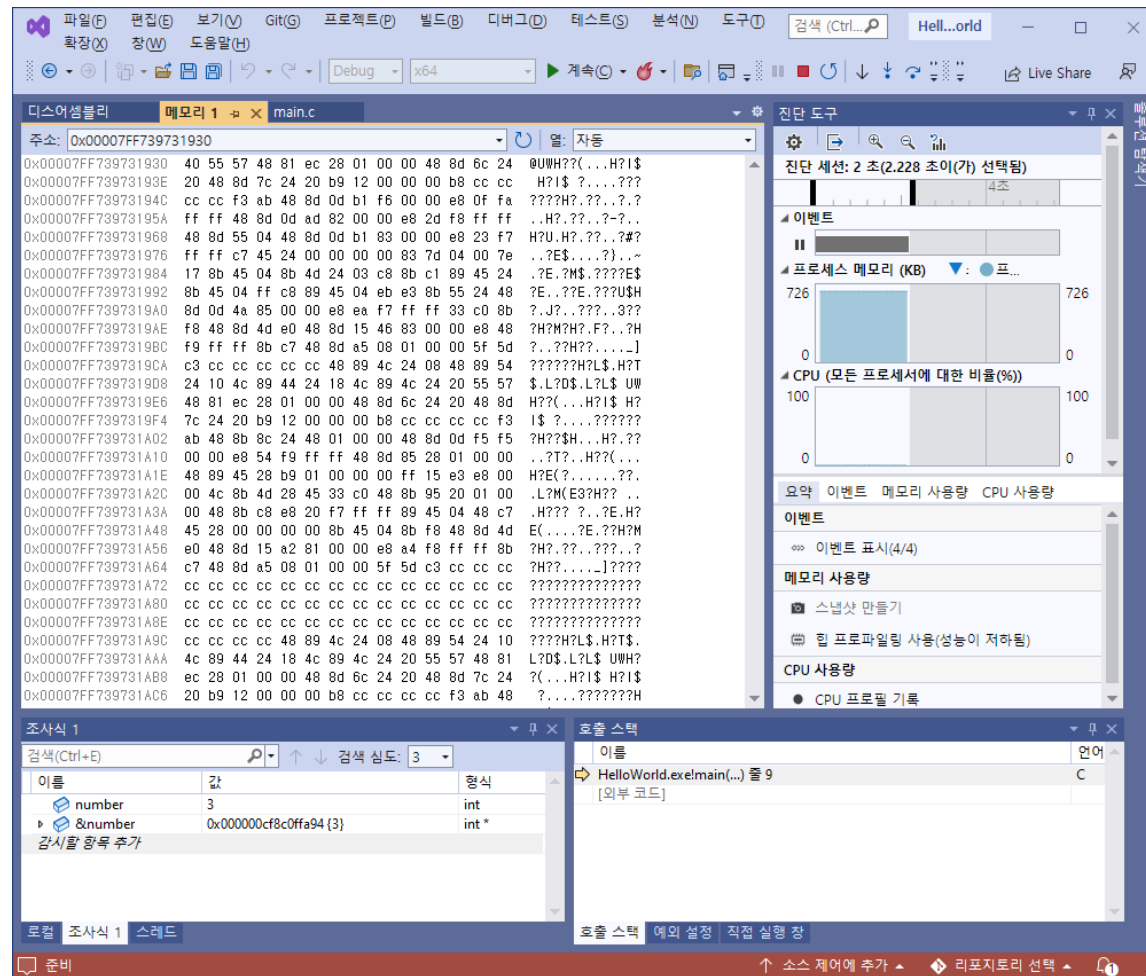 파일(F) 편집(E) 보기(V) Git(G) 프로젝트(P) 빌드(B) 디버그(D) 테스트(S) 분석(N) 도구(T) 검색 (Ctrl... Hell...orld
확장(X) 창(W) 도움말(H)
Debug x64 계속(C) Live Share
디스어셈블리 메모리 1 main.c
주소: 0x00007FF739731930 열: 자동
0x00007FF739731930 40 55 57 48 81 ec 28 01 00 00 48 8d 6c 24 @UWH??(...H?l$
0x00007FF73973193E 20 48 8d 7c 24 20 b9 12 00 00 00 b8 cc cc H?|$ ?....???
0x00007FF73973194C cc cc f3 ab 48 8d 0d b1 f6 00 00 e8 0f fa ????H?.??..?.?
0x00007FF73973195A ff ff 48 8d 0d ad 82 00 00 e8 2d f8 ff ff ..H?.??..?-?..
0x00007FF739731968 48 8d 55 04 48 8d 0d b1 83 00 00 e8 23 f7 H?U.H?.??..?#?
0x00007FF739731976 ff ff c7 45 24 00 00 00 00 83 7d 04 00 7e ..?E$....?}..~
0x00007FF739731984 17 8b 45 04 8b 4d 24 03 c8 8b c1 89 45 24 .?E.?M$.????E$
0x00007FF739731992 8b 45 04 ff c8 89 45 04 eb e3 8b 55 24 48 ?E..??E.???U$H
0x00007FF7397319A0 8d 0d 4a 85 00 00 e8 ea f7 ff ff 33 c0 8b ?.J?..???..3??
0x00007FF7397319AE f8 48 8d 4d e0 48 8d 15 46 83 00 00 e8 48 ?H?M?H?.F?..?H
0x00007FF7397319BC f9 ff ff 8b c7 48 8d a5 08 01 00 00 5f 5d ?..??H??...._]
0x00007FF7397319CA c3 cc cc cc cc cc 48 89 4c 24 08 48 89 54 ??????H?L$.H?T
0x00007FF7397319D8 24 10 4c 89 44 24 18 4c 89 4c 24 20 55 57 $.L?D$.L?L$ UW
0x00007FF7397319E6 48 81 ec 28 01 00 00 48 8d 6c 24 20 48 8d H??(...H?l$ H?
0x00007FF7397319F4 7c 24 20 b9 12 00 00 00 b8 cc cc cc cc f3 |$ ?....??????
0x00007FF739731A02 ab 48 8b 8c 24 48 01 00 00 48 8d 0d f5 f5 ?H??$H...H?.??
0x00007FF739731A10 00 00 e8 54 f9 ff ff 48 8d 85 28 01 00 00 ..?T?..H??(...
0x00007FF739731A1E 48 89 45 28 b9 01 00 00 00 ff 15 e3 e8 00 H?E(?......??.
0x00007FF739731A2C 00 4c 8b 4d 28 45 33 c0 48 8b 95 20 01 00 .L?M(E3?H?? ..
0x00007FF739731A3A 00 48 8b c8 e8 20 f7 ff ff 89 45 04 48 c7 .H??? ?..?E.H?
0x00007FF739731A48 45 28 00 00 00 00 8b 45 04 8b f8 48 8d 4d E(....?E.??H?M
0x00007FF739731A56 e0 48 8d 15 a2 81 00 00 e8 a4 f8 ff ff 8b ?H?.??..???..?
0x00007FF739731A64 c7 48 8d a5 08 01 00 00 5f 5d c3 cc cc cc ?H??...._]????
0x00007FF739731A72 cc cc cc cc cc cc cc cc cc cc cc cc cc cc ??????????????
0x00007FF739731A80 cc cc cc cc cc cc cc cc cc cc cc cc cc cc ??????????????
0x00007FF739731A8E cc cc cc cc cc cc cc cc cc cc cc cc cc cc ??????????????
0x00007FF739731A9C cc cc cc cc 48 89 4c 24 08 48 89 54 24 10 ????H?L$.H?T$.
0x00007FF739731AAA 4c 89 44 24 18 4c 89 4c 24 20 55 57 48 81 L?D$.L?L$ UWH?
0x00007FF739731AB8 ec 28 01 00 00 48 8d 6c 24 20 48 8d 7c 24 ?(...H?l$ H?|$
0x00007FF739731AC6 20 b9 12 00 00 00 b8 cc cc cc cc f3 ab 48 ?....???????H
진단 도구
진단 세션: 2 초(2.228 초이(가) 선택됨)
4초
이벤트
프로세스 메모리 (KB) : 프...
726 726
0 0
CPU (모든 프로세서에 대한 비율(%))
100 100
0 0
요약 이벤트 메모리 사용량 CPU 사용량
이벤트
이벤트 표시(4/4)
메모리 사용량
스냅샷 만들기
힙 프로파일링 사용(성능이 저하됨)
CPU 사용량
CPU 프로필 기록
솔루션 탐색기
조사식 1
검색(Ctrl+E) 검색 심도: 3
이름 값 형식
number 3 int
&number 0x000000cf8c0ffa94 {3} int *
감시할 항목 추가
로컬 조사식 1 스레드
호출 스택
이름 언어
HelloWorld.exe!main(...) 줄 9 C
[외부 코드]
호출 스택 예외 설정 직접 실행 창
준비 소스 제어에 추가 리포지토리 선택 1